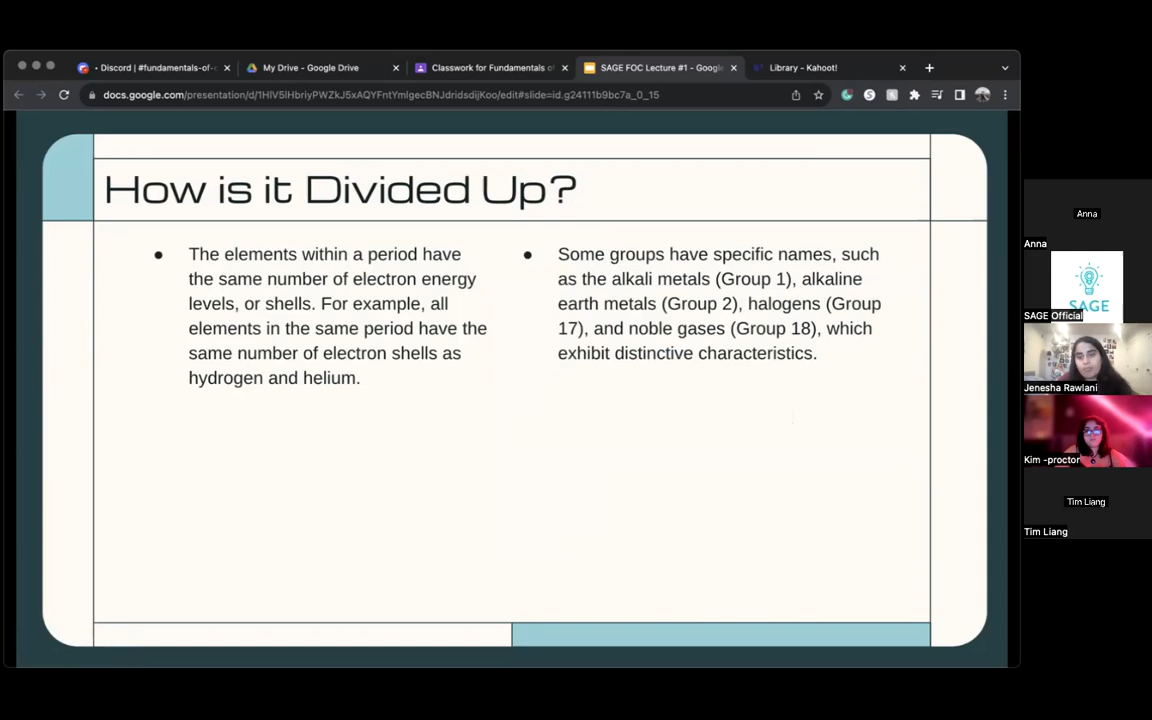 • Discord | #fundamentals-of-
My Drive - Google Drive
Classwork for Fundamentals of
SAGE FOC Lecture #1 - Google
Library - Kahoot!
docs.google.com/presentation/d/
How is it Divided Up?
● The elements within a period have
the same number of electron energy
levels, or shells. For example, all
elements in the same period have the
same number of electron shells as
hydrogen and helium.
● Some groups have specific names, such
as the alkali metals (Group 1), alkaline
earth metals (Group 2), halogens (Group
17), and noble gases (Group 18), which
exhibit distinctive characteristics.
Anna
Anna
SAGE
SAGE Official
Jenesha Rawlani
Kim -proctor
Tim Liang
Tim Liang